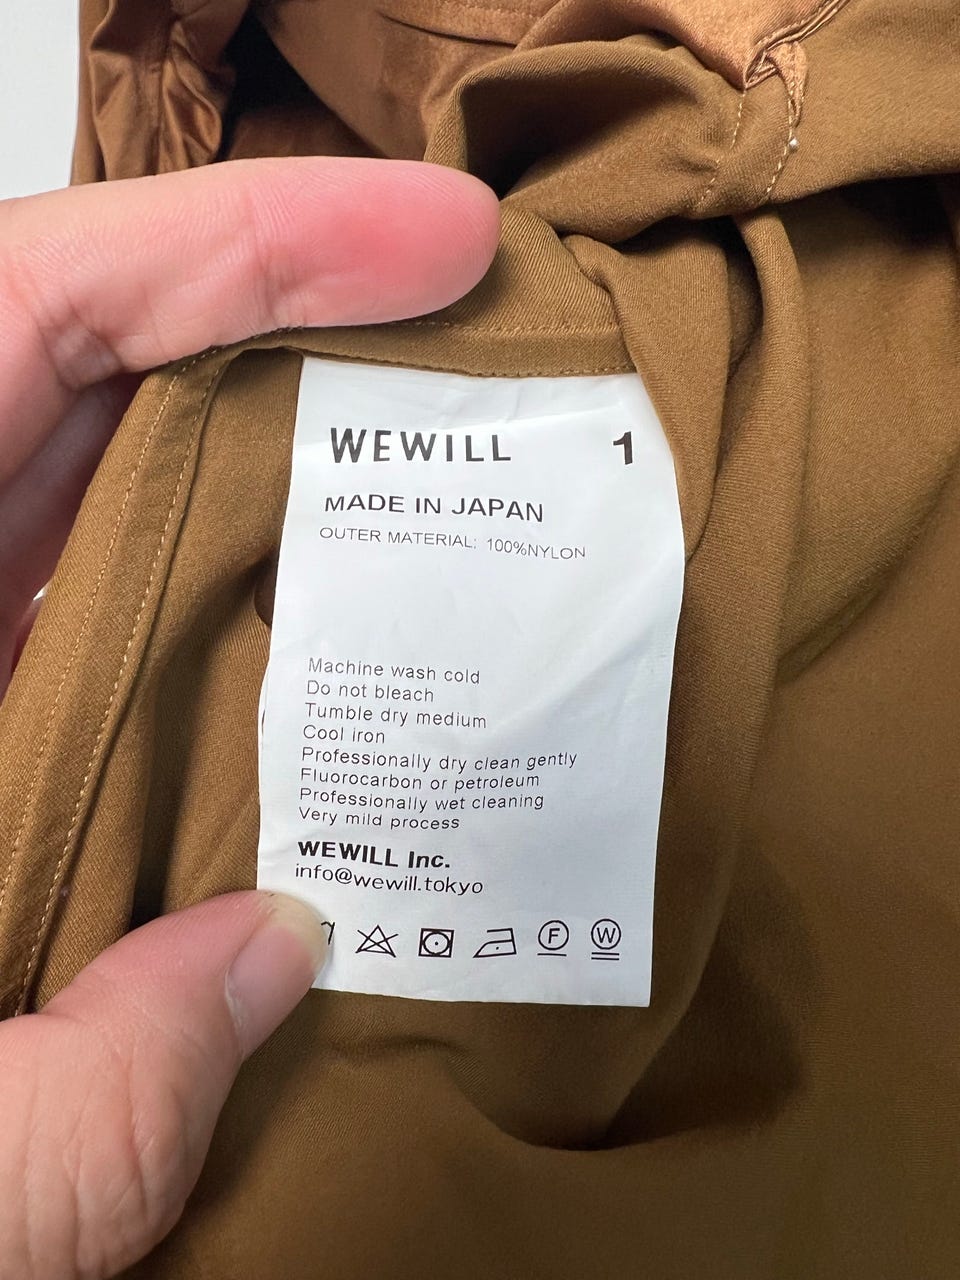 WEWILL 1
MADE IN JAPAN
OUTER MATERIAL: 100%NYLON
Machine wash cold
Do not bleach
Tumble dry medium
Cool iron
Professionally dry clean gently
Fluorocarbon or petroleum
Professionally wet cleaning
Very mild process
WEWILL Inc.
info@wewill.tokyo
F W